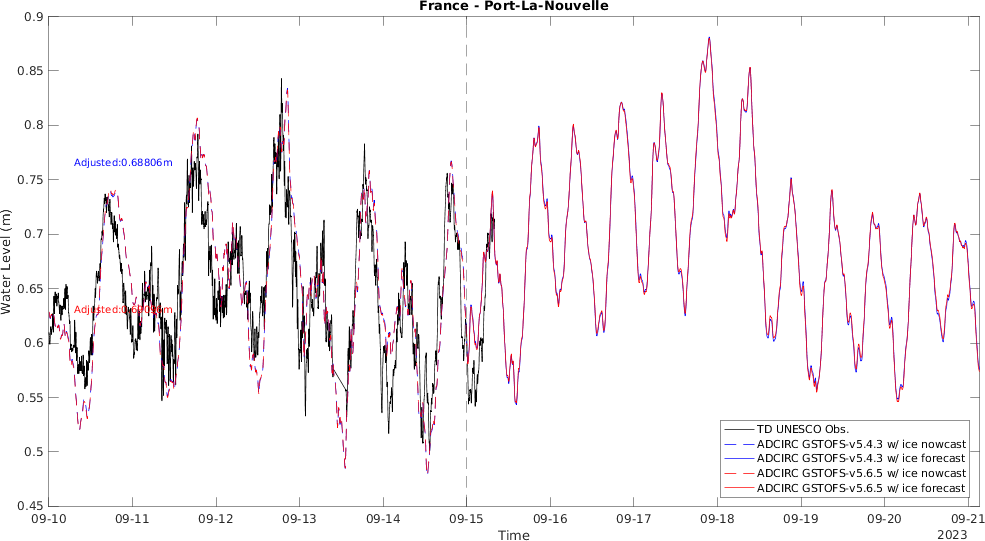 France - Port-La-Nouvelle
Water Level (m)
0.9
0.85
0.8
0.75
0.7
0.65
0.6
0.55
0.5
0.45
Adjusted:0.68806m
TD UNESCO Obs.
ADCIRC GSTOFS-v5.4.3 w/ ice nowcast
ADCIRC GSTOFS-v5.4.3 w/ ice forecast
ADCIRC GSTOFS-v5.6.5 w/ ice nowcast
ADCIRC GSTOFS-v5.6.5 w/ ice forecast
09-10 09-11 09-12 09-13 09-14 09-15 09-16 09-17 09-18 09-19 09-20 09-21
Time
2023